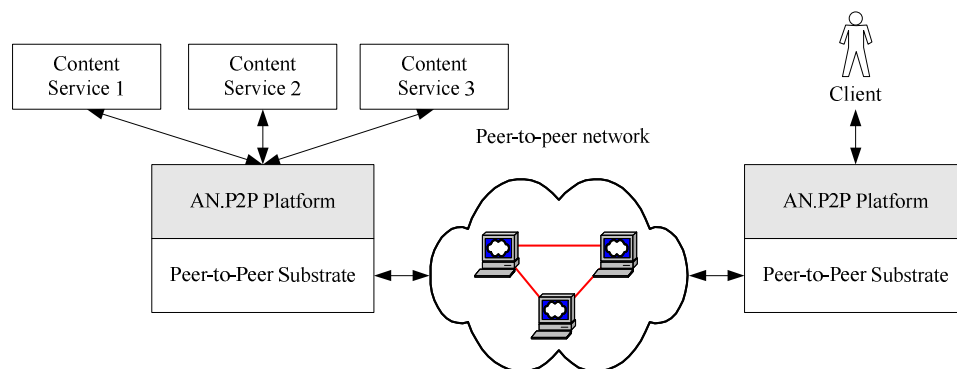 Content
Service 1
Content
Service 2
Content
Service 3
Client
Peer-to-peer network
AN.P2P Platform
Peer-to-Peer Substrate
AN.P2P Platform
Peer-to-Peer Substrate